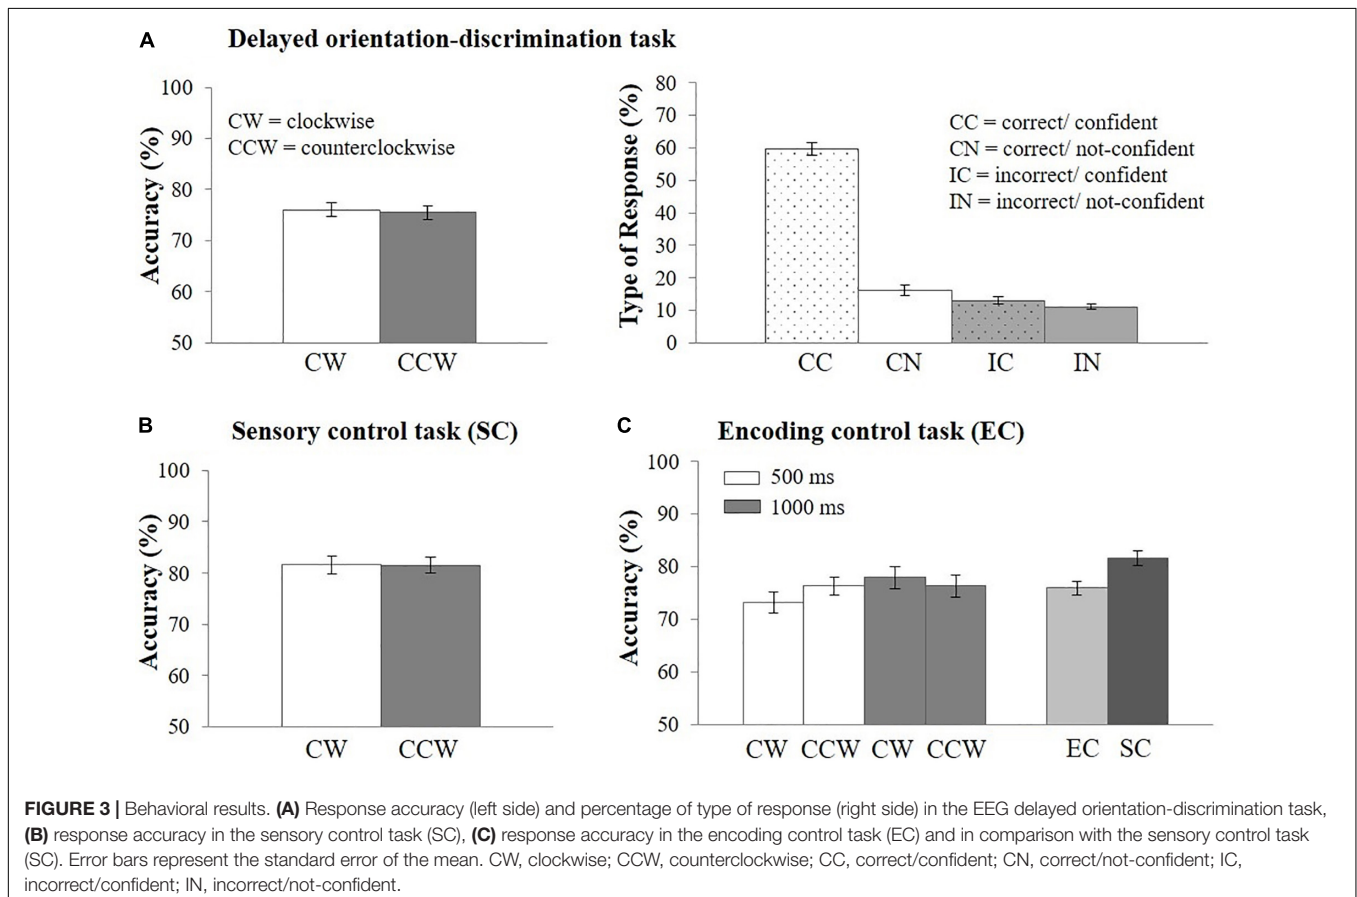 A Delayed orientation-discrimination task
Accuracy (%)
100
90
80
70
60
50
CW = clockwise
CCW = counterclockwise
CW CCW
Type of Response (%)
80
70
60
50
40
30
20
10
0
CC = correct/ confident
CN = correct/ not-confident
IC = incorrect/ confident
IN = incorrect/ not-confident
CC CN IC IN
B Sensory control task (SC)
Accuracy (%)
100
90
80
70
60
50
CW CCW
C Encoding control task (EC)
Accuracy (%)
100
90
80
70
60
50
500 ms
1000 ms
CW CCW CW CCW EC SC
FIGURE 3 | Behavioral results. (A) Response accuracy (left side) and percentage of type of response (right side) in the EEG delayed orientation-discrimination task,
(B) response accuracy in the sensory control task (SC), (C) response accuracy in the encoding control task (EC) and in comparison with the sensory control task
(SC). Error bars represent the standard error of the mean. CW, clockwise; CCW, counterclockwise; CC, correct/confident; CN, correct/not-confident; IC,
incorrect/confident; IN, incorrect/not-confident.